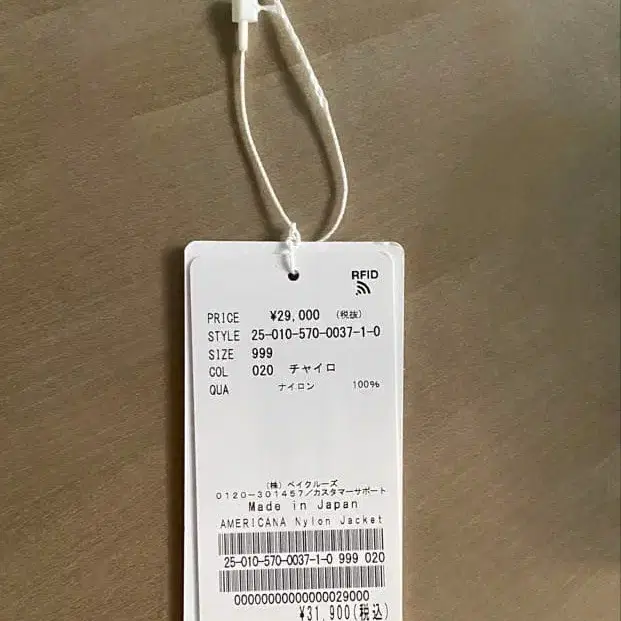 RFID
PRICE ¥29,000 (税抜)
STYLE 25-010-570-0037-1-0
SIZE 999
COL 020 チャイロ
QUA ナイロン 100%
(株) ベイクルーズ
0120-301457/カスタマーサポート
Made in Japan
AMERICANA Nylon Jacket
25-010-570-0037-1-0 999 020
00000000000000029000
¥31,900(税込)